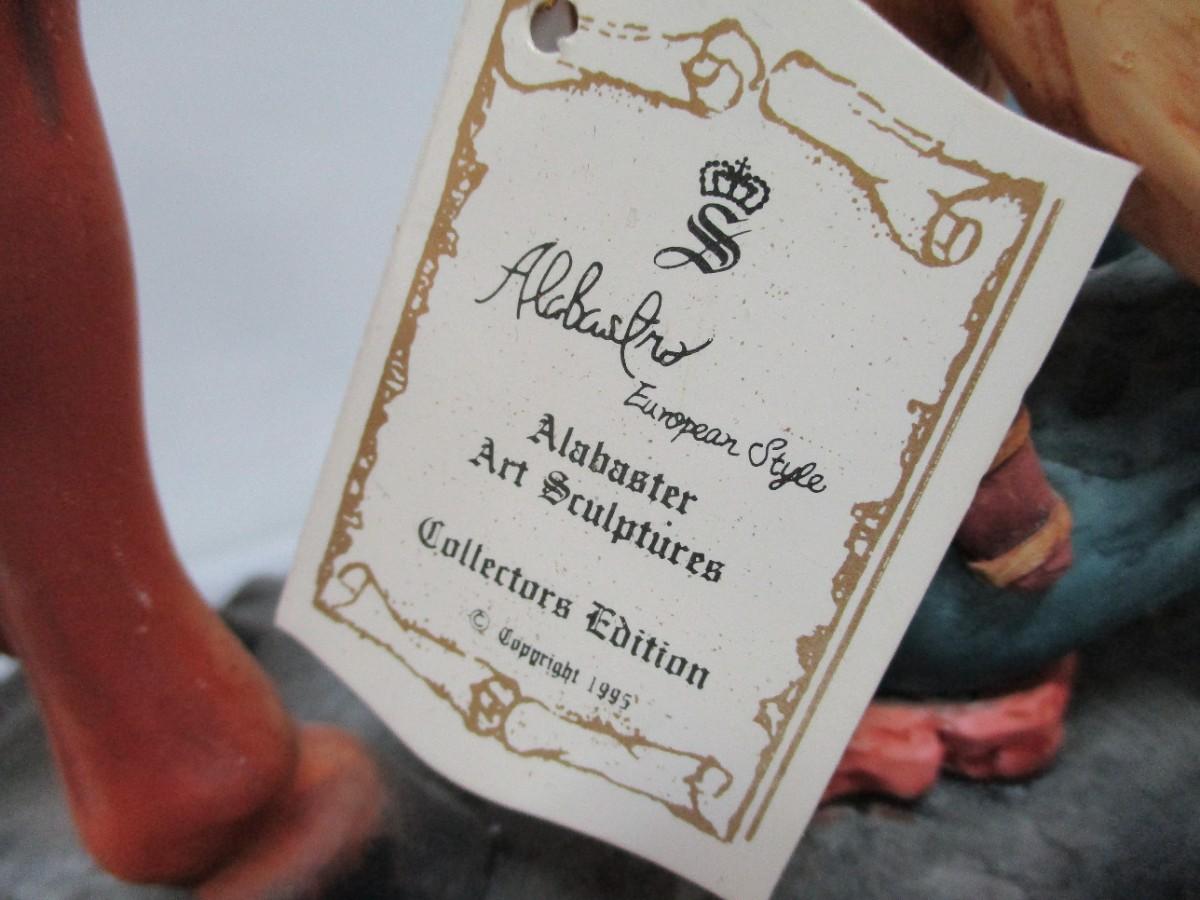 S
Alabastro
European Style
Alabaster
Art Sculptures
Collectors Edition
© Copyright 1995